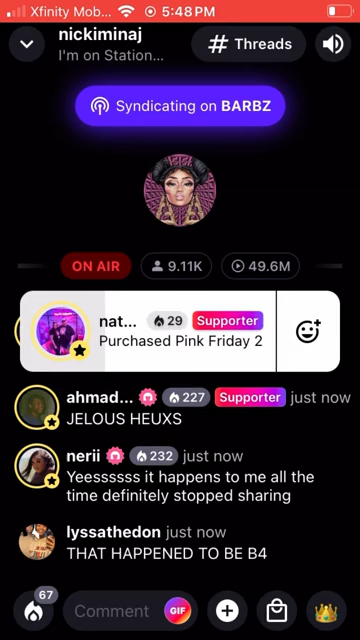 Xfinity Mob... 5:48 PM
nickiminaj
I'm on Station...
# Threads
Syndicating on BARBZ
ON AIR 9.11K 49.6M
nat... 29 Supporter
Purchased Pink Friday 2
ahmad... 227 Supporter just now
JELOUS HEUXS
nerii 232 just now
Yeesssssss it happens to me all the
time definitely stopped sharing
lyssathedon just now
THAT HAPPENED TO BE B4
67
Comment GIF